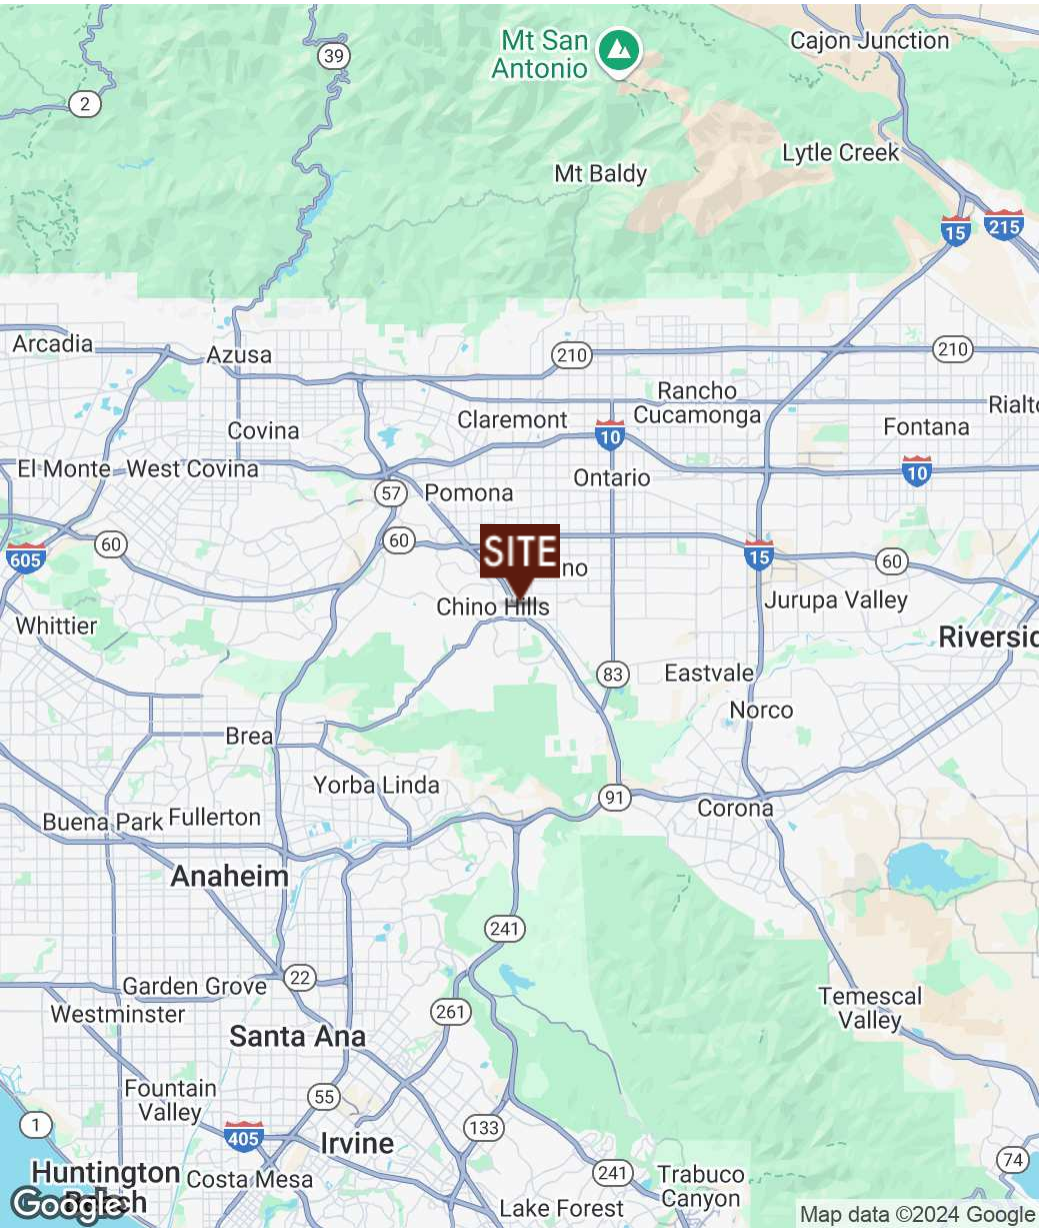 Mt San
Antonio
Cajon Junction
39
2
Lytle Creek
Mt Baldy
15
215
Arcadia
Azusa
210
210
Rancho
Cucamonga
Rialto
Claremont
Covina
10
Fontana
El Monte
West Covina
Ontario
10
57
Pomona
60
60
SITE
15
605
no
60
Chino Hills
Jurupa Valley
Whittier
Riversid
83
Eastvale
Norco
Brea
Yorba Linda
91
Corona
Buena Park
Fullerton
Anaheim
241
22
Garden Grove
Westminster
261
Temescal
Valley
Santa Ana
Fountain
Valley
55
1
405
Irvine
133
74
Huntington
Beach
Costa Mesa
241
Trabuco
Canyon
Google
Lake Forest
Map data ©2024 Google